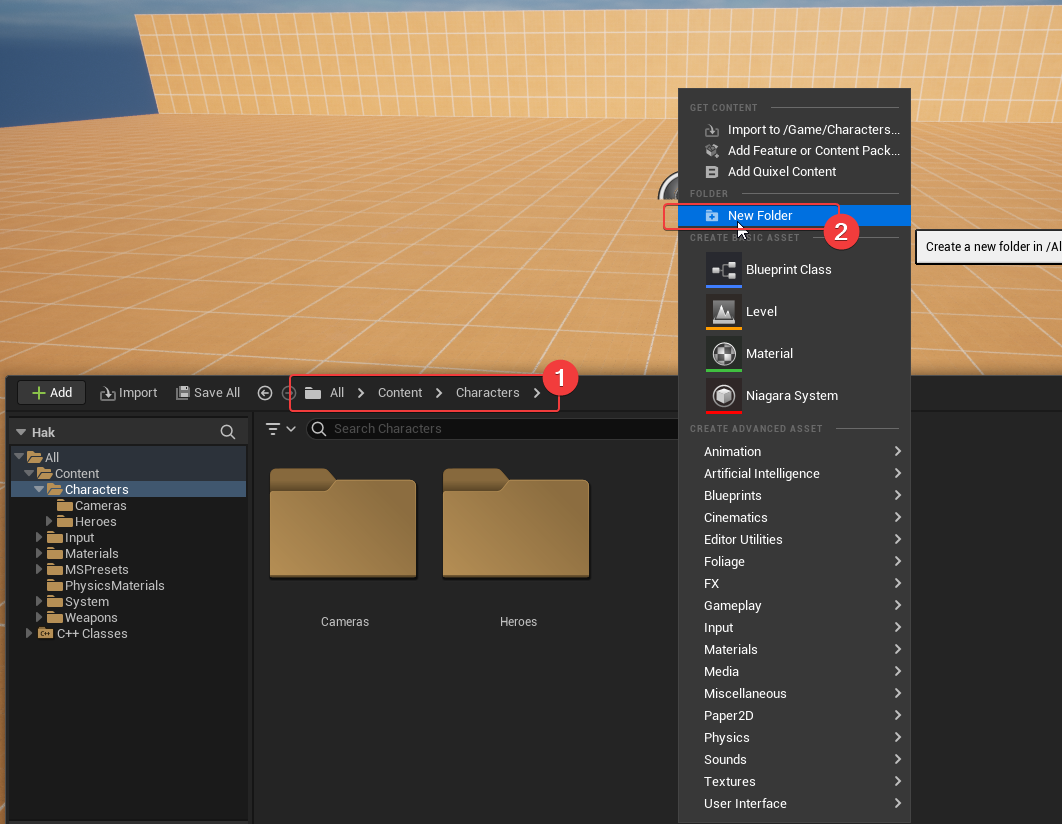 GET CONTENT
Import to /Game/Characters...
Add Feature or Content Pack...
Add Quixel Content
FOLDER
New Folder
2
CREATE BASIC ASSET
Create a new folder in /Al
Blueprint Class
Level
Material
Niagara System
CREATE ADVANCED ASSET
Animation
Artificial Intelligence
Blueprints
Cinematics
Editor Utilities
Foliage
FX
Gameplay
Input
Materials
Media
Miscellaneous
Paper2D
Physics
Sounds
Textures
User Interface
1
Add Import Save All All Content Characters
Hak
Search Characters
All
Content
Characters
Cameras
Heroes
Input
Materials
MSPresets
PhysicsMaterials
System
Weapons
C++ C++ Classes
Cameras
Heroes